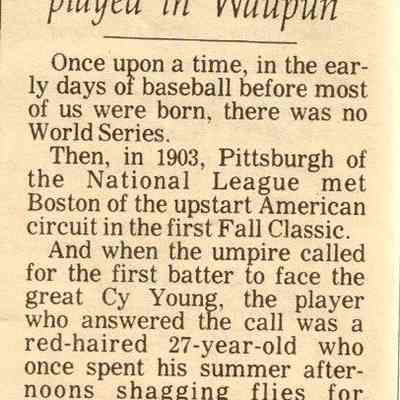 played in Waupun
Once upon a time, in the ear-
ly days of baseball before most
of us were born, there was no
World Series.
Then, in 1903, Pittsburgh of
the National League met
Boston of the upstart American
circuit in the first Fall Classic.
And when the umpire called
for the first batter to face the
great Cy Young, the player
who answered the call was a
red-haired 27-year-old who
once spent his summer after-
noons shagging flies for